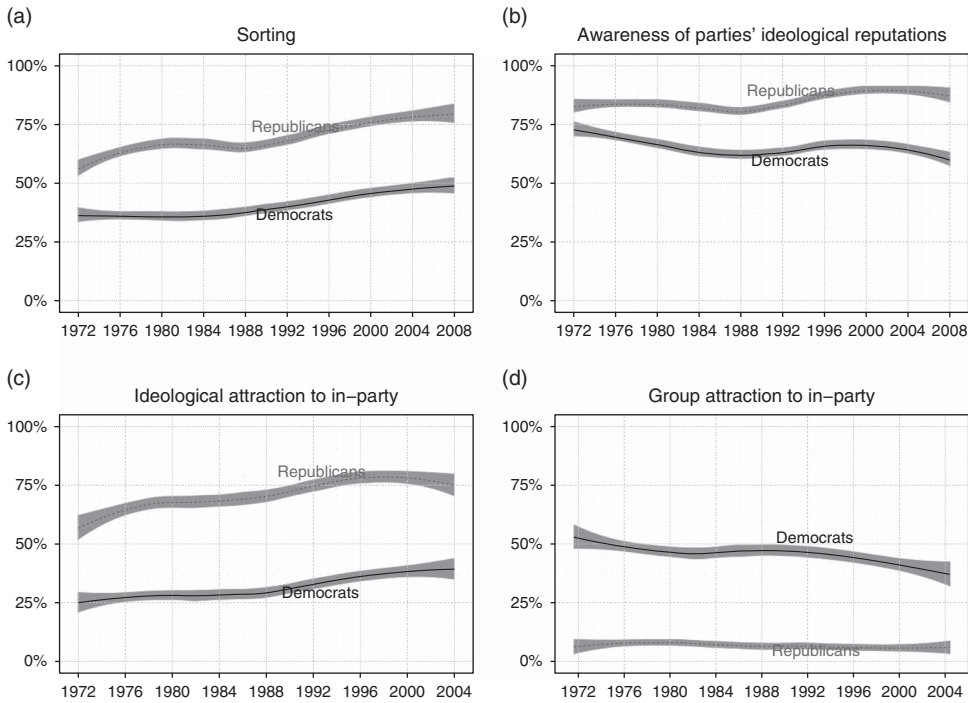 (a)
Sorting
100%
75%
50%
25%
0%
Republicans
Democrats
1972 1976 1980 1984 1988 1992 1996 2000 2004 2008
(b)
Awareness of parties' ideological reputations
100%
75%
50%
25%
0%
Republicans
Democrats
1972 1976 1980 1984 1988 1992 1996 2000 2004 2008
(c)
Ideological attraction to in−party
100%
75%
50%
25%
0%
Republicans
Democrats
1972 1976 1980 1984 1988 1992 1996 2000 2004
(d)
Group attraction to in−party
100%
75%
50%
25%
0%
Democrats
Republicans
1972 1976 1980 1984 1988 1992 1996 2000 2004